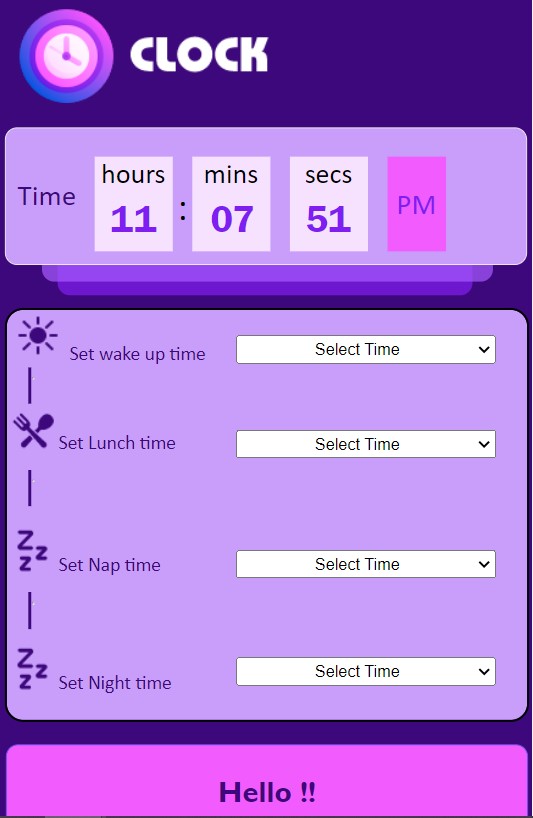 CLOCK
Time
hours
mins
secs
11 : 07 51
PM
Set wake up time
Select Time
Set Lunch time
Select Time
Z Z Z
Set Nap time
Select Time
Z Z Z
Set Night time
Select Time
Hello !!